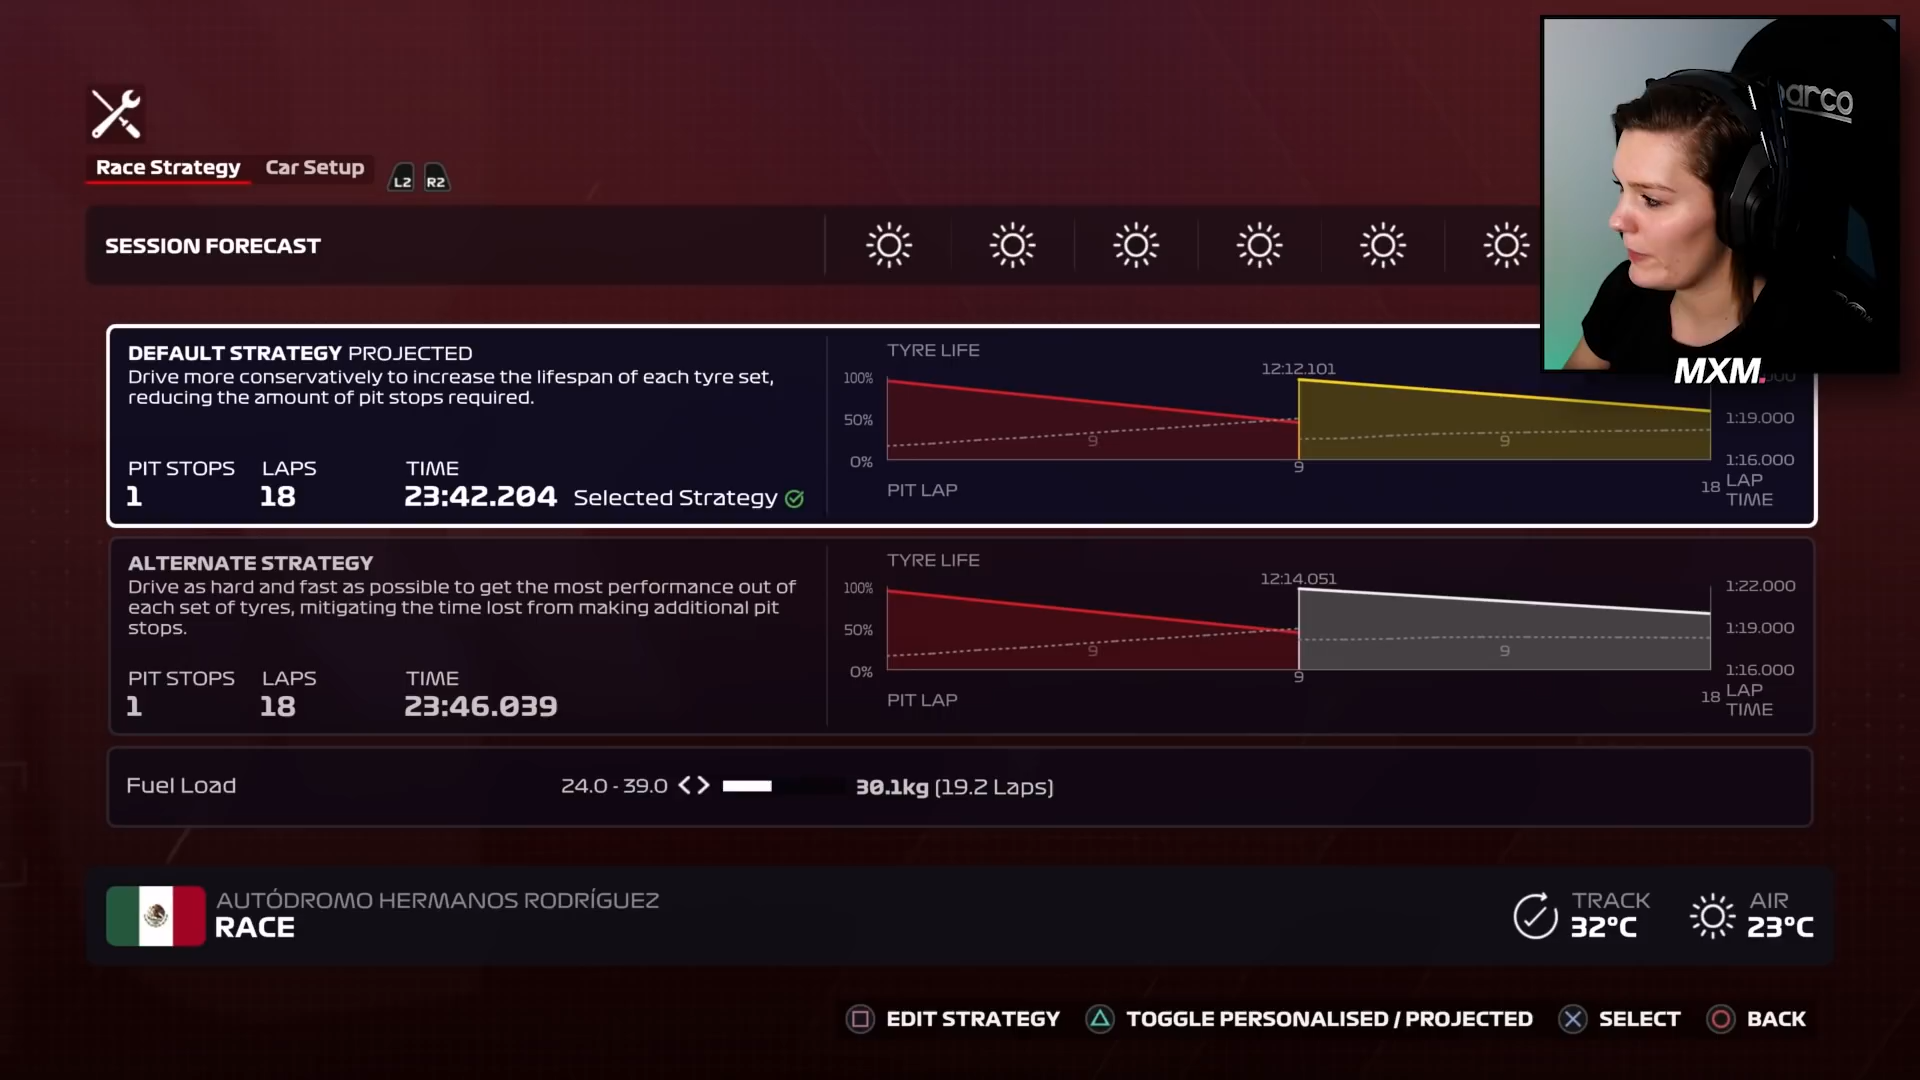 arco
Race Strategy Car Setup L2 R2
SESSION FORECAST
MXM.
DEFAULT STRATEGY PROJECTED
Drive more conservatively to increase the lifespan of each tyre set,
reducing the amount of pit stops required.
PIT STOPS LAPS TIME
1 18 23:42.204 Selected Strategy
TYRE LIFE
12:12.101
100%
50% 1:19.000
9 9
0% 1:16.000
9
PIT LAP 18 LAP
TIME
ALTERNATE STRATEGY
Drive as hard and fast as possible to get the most performance out of
each set of tyres, mitigating the time lost from making additional pit
stops.
PIT STOPS LAPS TIME
1 18 23:46.039
TYRE LIFE
12:14.051
100% 1:22.000
50% 1:19.000
9 9
0% 1:16.000
9
PIT LAP 18 LAP
TIME
Fuel Load 24.0 - 39.0 30.1kg (19.2 Laps)
AUTÓDROMO HERMANOS RODRÍGUEZ
RACE
TRACK
32°C
AIR
23°C
EDIT STRATEGY TOGGLE PERSONALISED / PROJECTED SELECT BACK